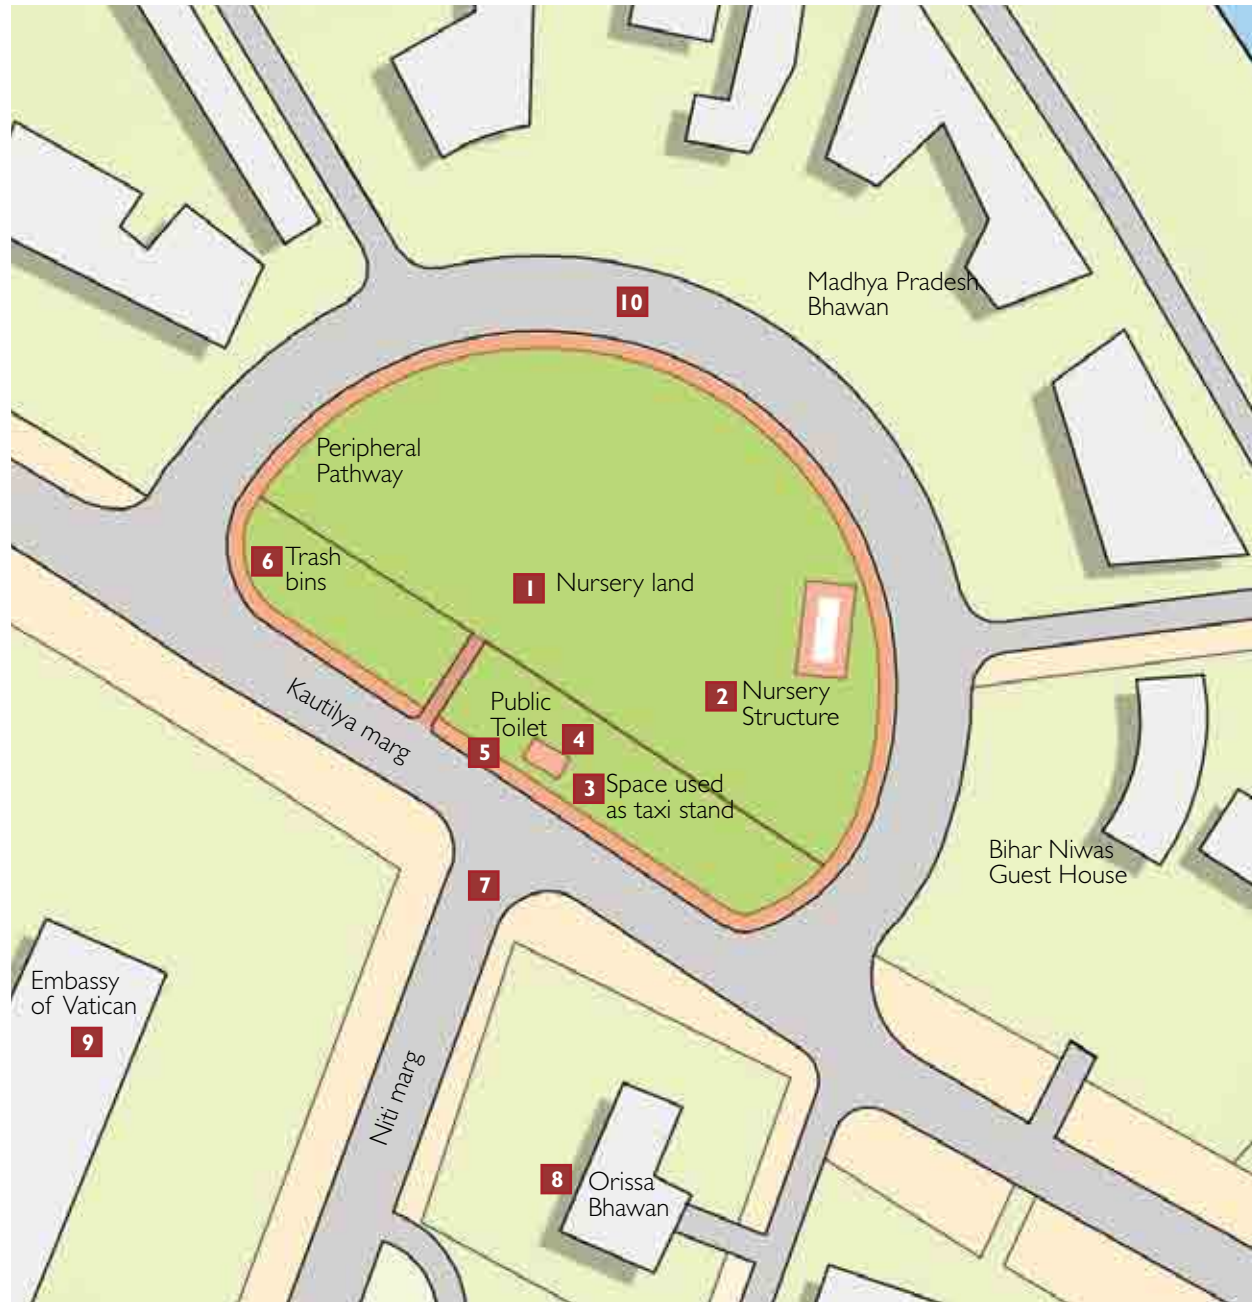 10
Madhya Pradesh
Bhawan
Peripheral
Pathway
6 Trash
bins
1 Nursery land
2 Nursery
Structure
Kautilya marg
Public
Toilet
4
5
3 Space used
as taxi stand
Bihar Niwas
Guest House
7
Embassy
of Vatican
9
Niti marg
8 Orissa
Bhawan